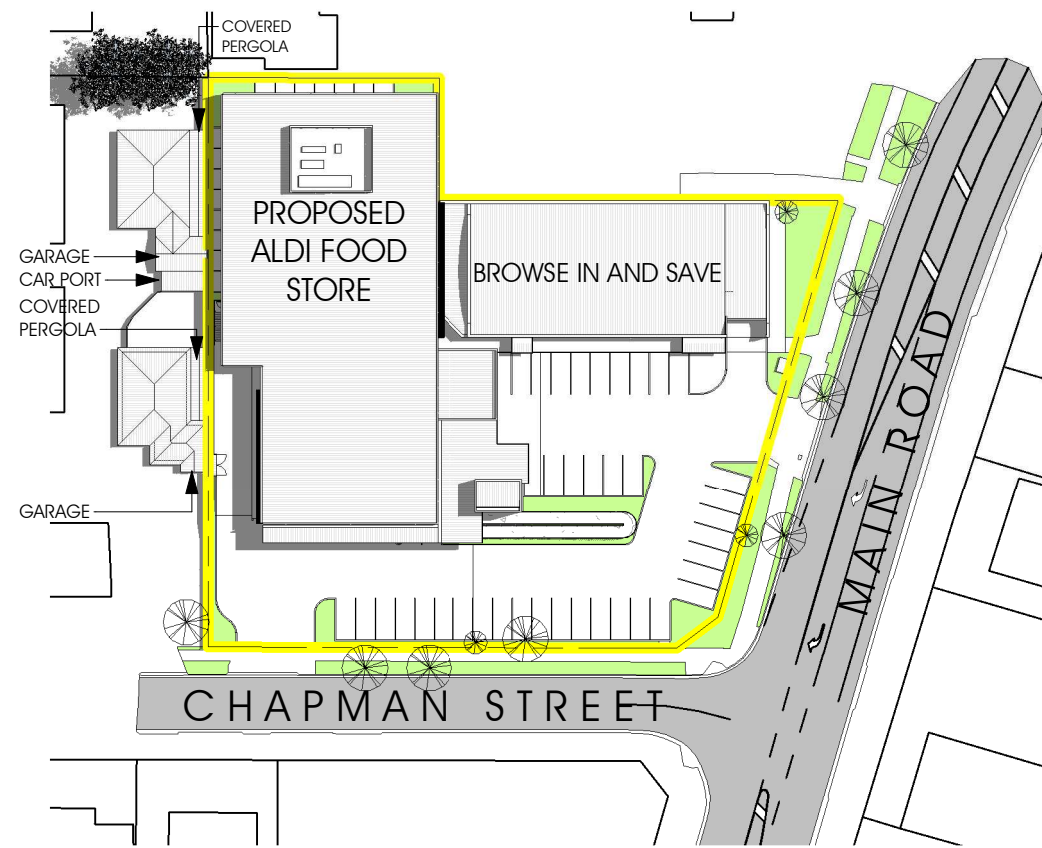 COVERED
PERGOLA
PROPOSED
ALDI FOOD
STORE
BROWSE IN AND SAVE
GARAGE
CAR PORT
COVERED
PERGOLA
GARAGE
MAIN ROAD
CHAPMAN STREET